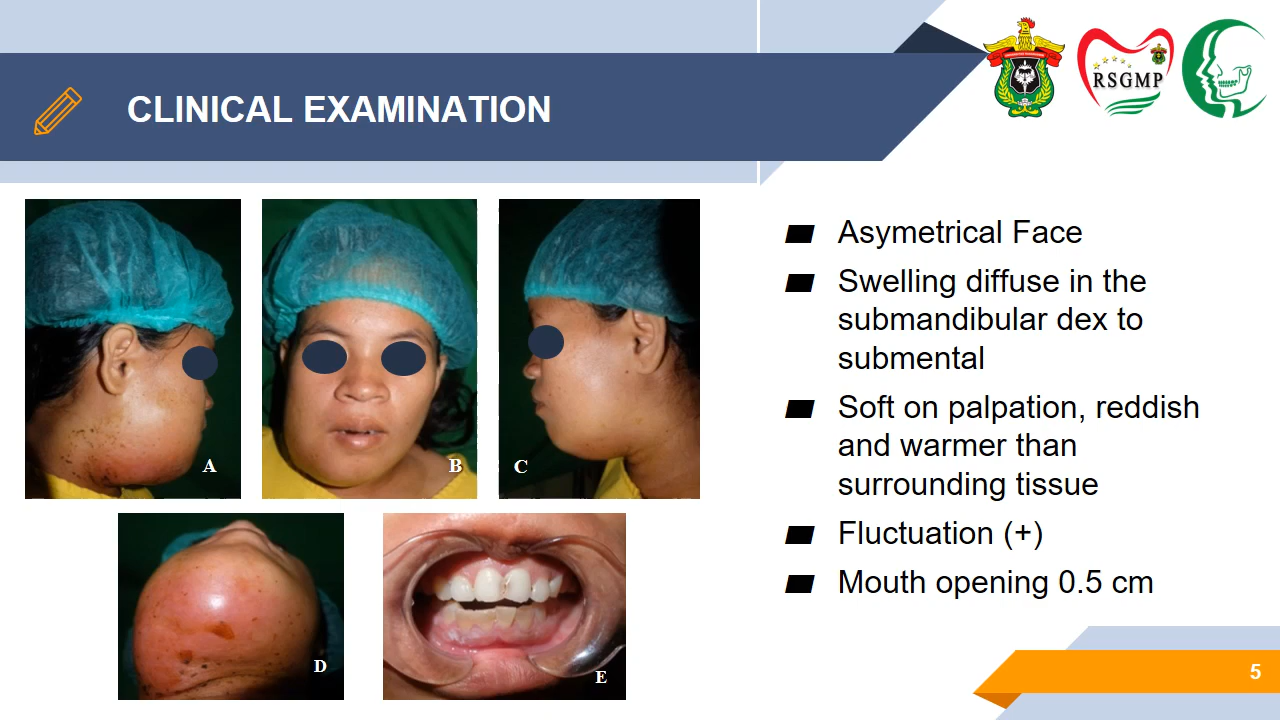 CLINICAL EXAMINATION
RSGMP
A
B
C
D
E
Asymetrical Face
Swelling diffuse in the
submandibular dex to
submental
Soft on palpation, reddish
and warmer than
surrounding tissue
Fluctuation (+)
Mouth opening 0.5 cm
5